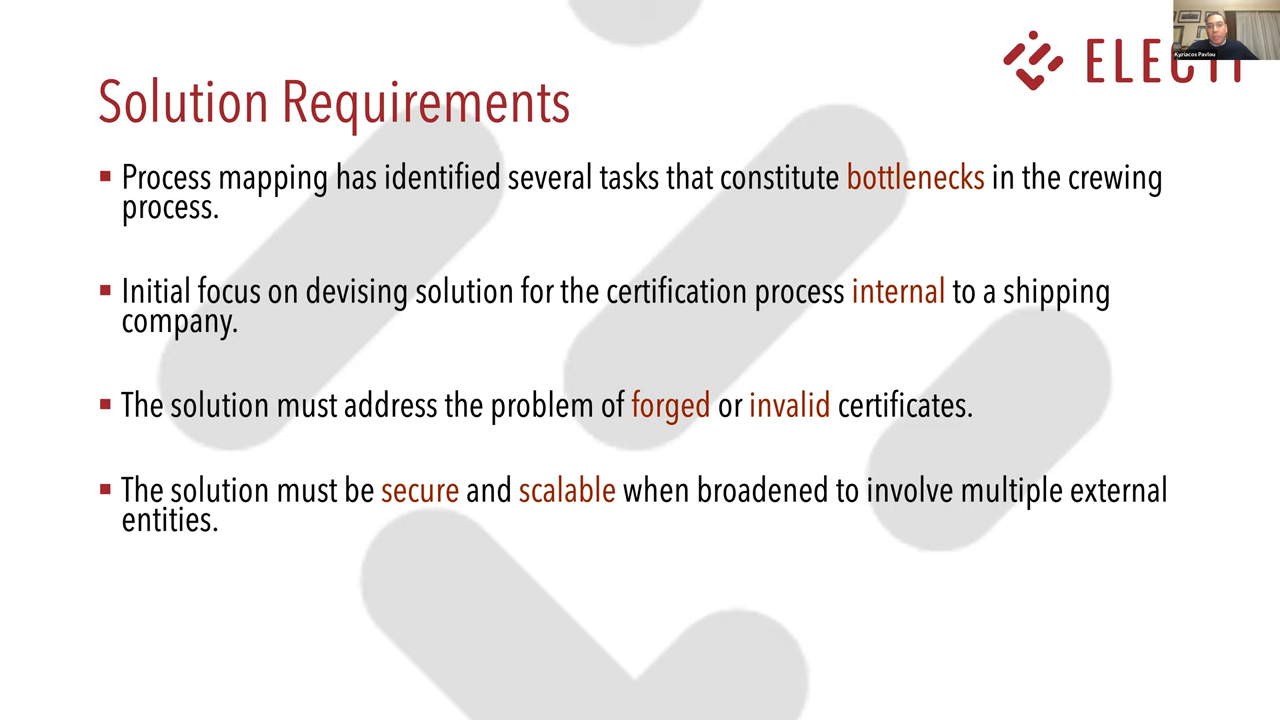 Solution Requirements
▪ Process mapping has identified several tasks that constitute bottlenecks in the crewing
process.
▪ Initial focus on devising solution for the certification process internal to a shipping
company.
▪ The solution must address the problem of forged or invalid certificates.
▪ The solution must be secure and scalable when broadened to involve multiple external
entities.
Kyriacos Pavlou